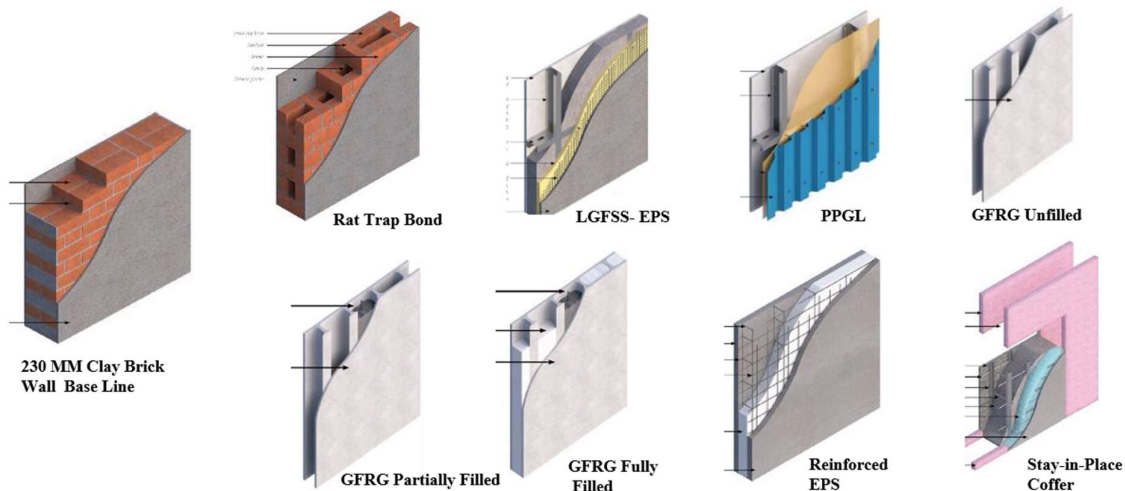 Rat Trap Bond
LGFSS- EPS
PPGL
GFRG Unfilled
230 MM Clay Brick
Wall  Base Line
GFRG Partially Filled
GFRG Fully
Filled
Reinforced
EPS
Stay-in-Place
Coffer